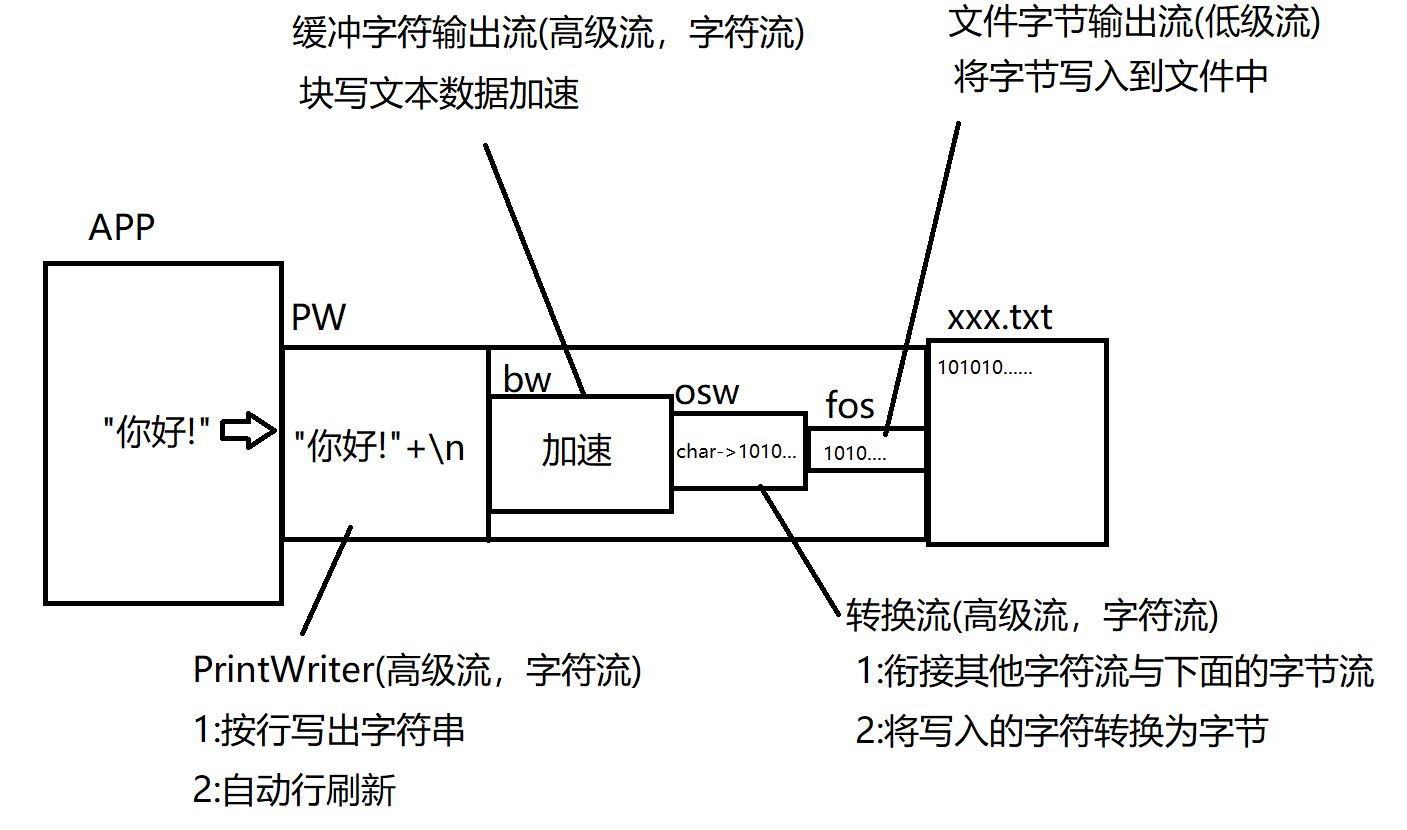 缓冲字符输出流(高级流，字符流)
块写文本数据加速
文件字节输出流(低级流)
将字节写入到文件中
APP
PW
xxx.txt
bw
osw
fos
101010......
"你好!"
"你好!"+\n
加速
char->1010...
1010....
转换流(高级流，字符流)
1:衔接其他字符流与下面的字节流
2:将写入的字符转换为字节
PrintWriter(高级流，字符流)
1:按行写出字符串
2:自动行刷新